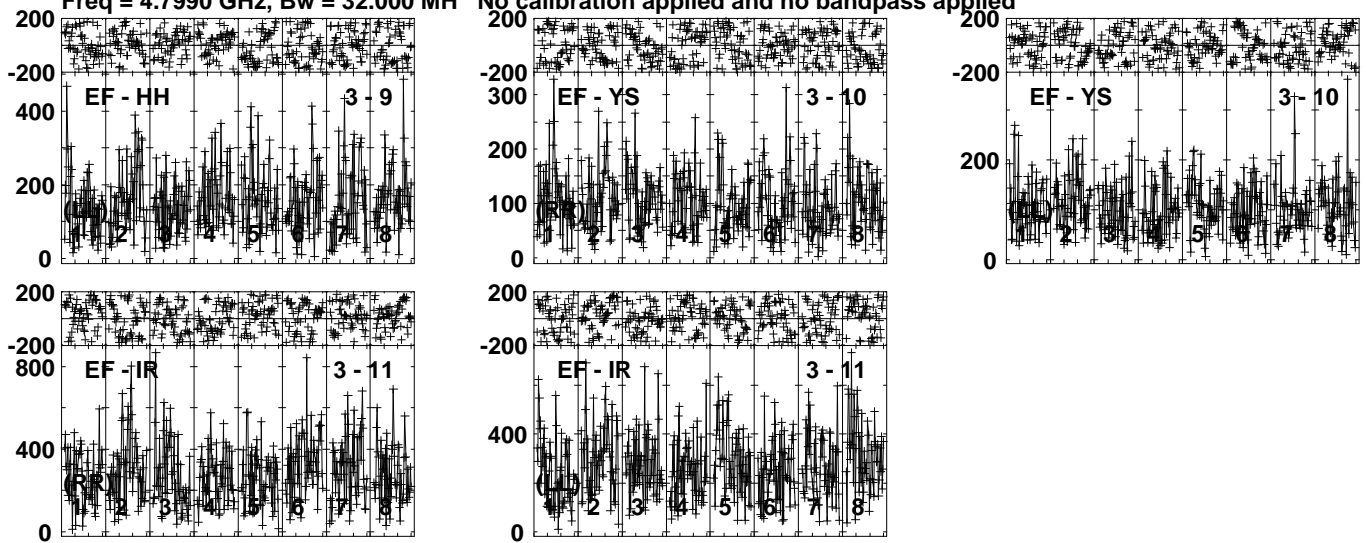 Freq = 4.7990 GHz, Bw = 32.000 MH No calibration applied and no bandpass applied
200
-200
EF - HH 3 - 9
400
200
0
(LL)
1 2 3 4 5 6 7 8
200
-200
EF - YS 3 - 10
300
200
100
0
(RR)
1 2 3 4 5 6 7 8
200
-200
EF - YS 3 - 10
200
0
(LL)
1 2 3 4 5 6 7 8
200
-200
EF - IR 3 - 11
800
400
0
(RR)
1 2 3 4 5 6 7 8
200
-200
EF - IR 3 - 11
400
0
(LL)
1 2 3 4 5 6 7 8